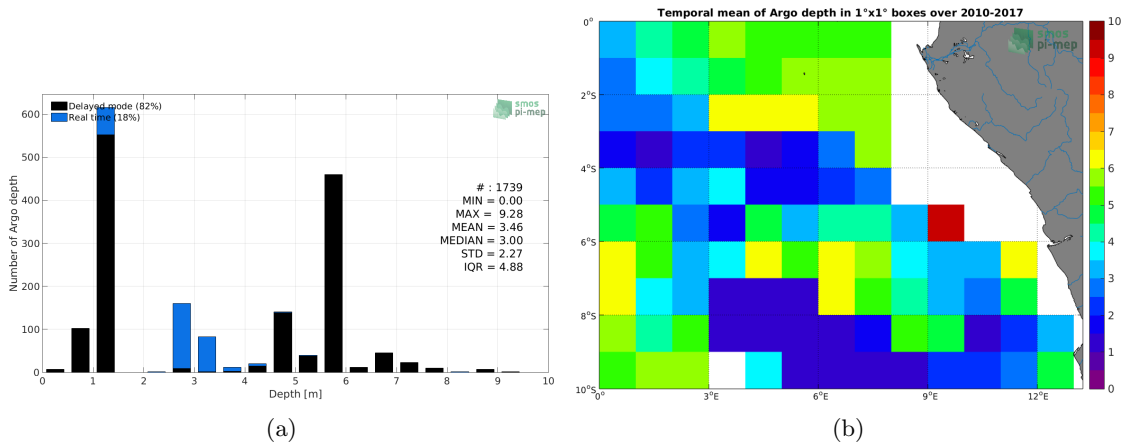 Delayed mode (82%)
Real time (18%)
smos
pi-mep
# : 1739
MIN = 0.00
MAX = 9.28
MEAN = 3.46
MEDIAN = 3.00
STD = 2.27
IQR = 4.88
Number of Argo depth
600
500
400
300
200
100
0
0 1 2 3 4 5 6 7 8 9 10
Depth [m]
(a)
Temporal mean of Argo depth in 1°x1° boxes over 2010-2017
smos
pi-mep
0°
2°S
4°S
6°S
8°S
10°S
0° 3°E 6°E 9°E 12°E
10
9
8
7
6
5
4
3
2
1
0
(b)